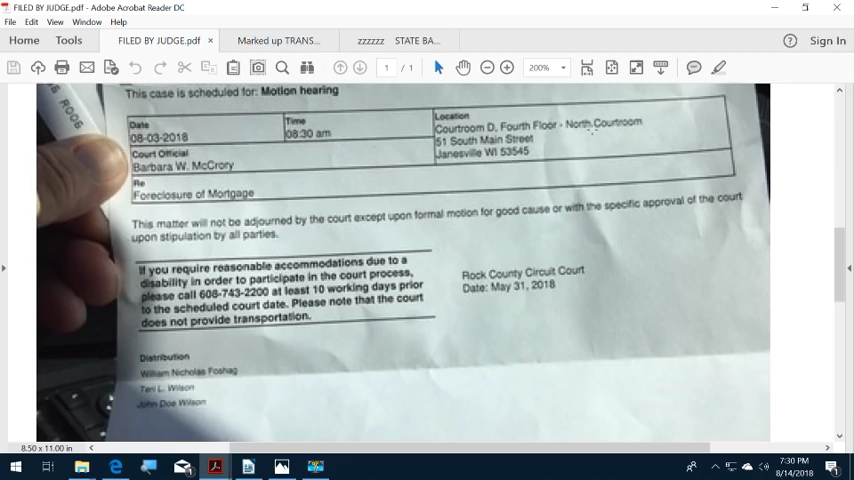 FILED BY JUDGE.pdf - Adobe Acrobat Reader DC
File Edit View Window Help
Home Tools FILED BY JUDGE.pdf × Marked up TRANS... zzzzzz STATE BA... Sign In
1 / 1 200%
This case is scheduled for: Motion hearing
Date
08-03-2018
Time
08:30 am
Location
Courtroom D, Fourth Floor - North Courtroom
51 South Main Street
Janesville WI 53545
Court Official
Barbara W. McCrory
Re
Foreclosure of Mortgage
This matter will not be adjourned by the court except upon formal motion for good cause or with the specific approval of the court
upon stipulation by all parties.
If you require reasonable accommodations due to a
disability in order to participate in the court process,
please call 608-743-2200 at least 10 working days prior
to the scheduled court date. Please note that the court
does not provide transportation.
Rock County Circuit Court
Date: May 31, 2018
Distribution
William Nicholas Foshag
Teri L. Wilson
John Doe Wilson
8.50 x 11.00 in
7:30 PM
8/14/2018